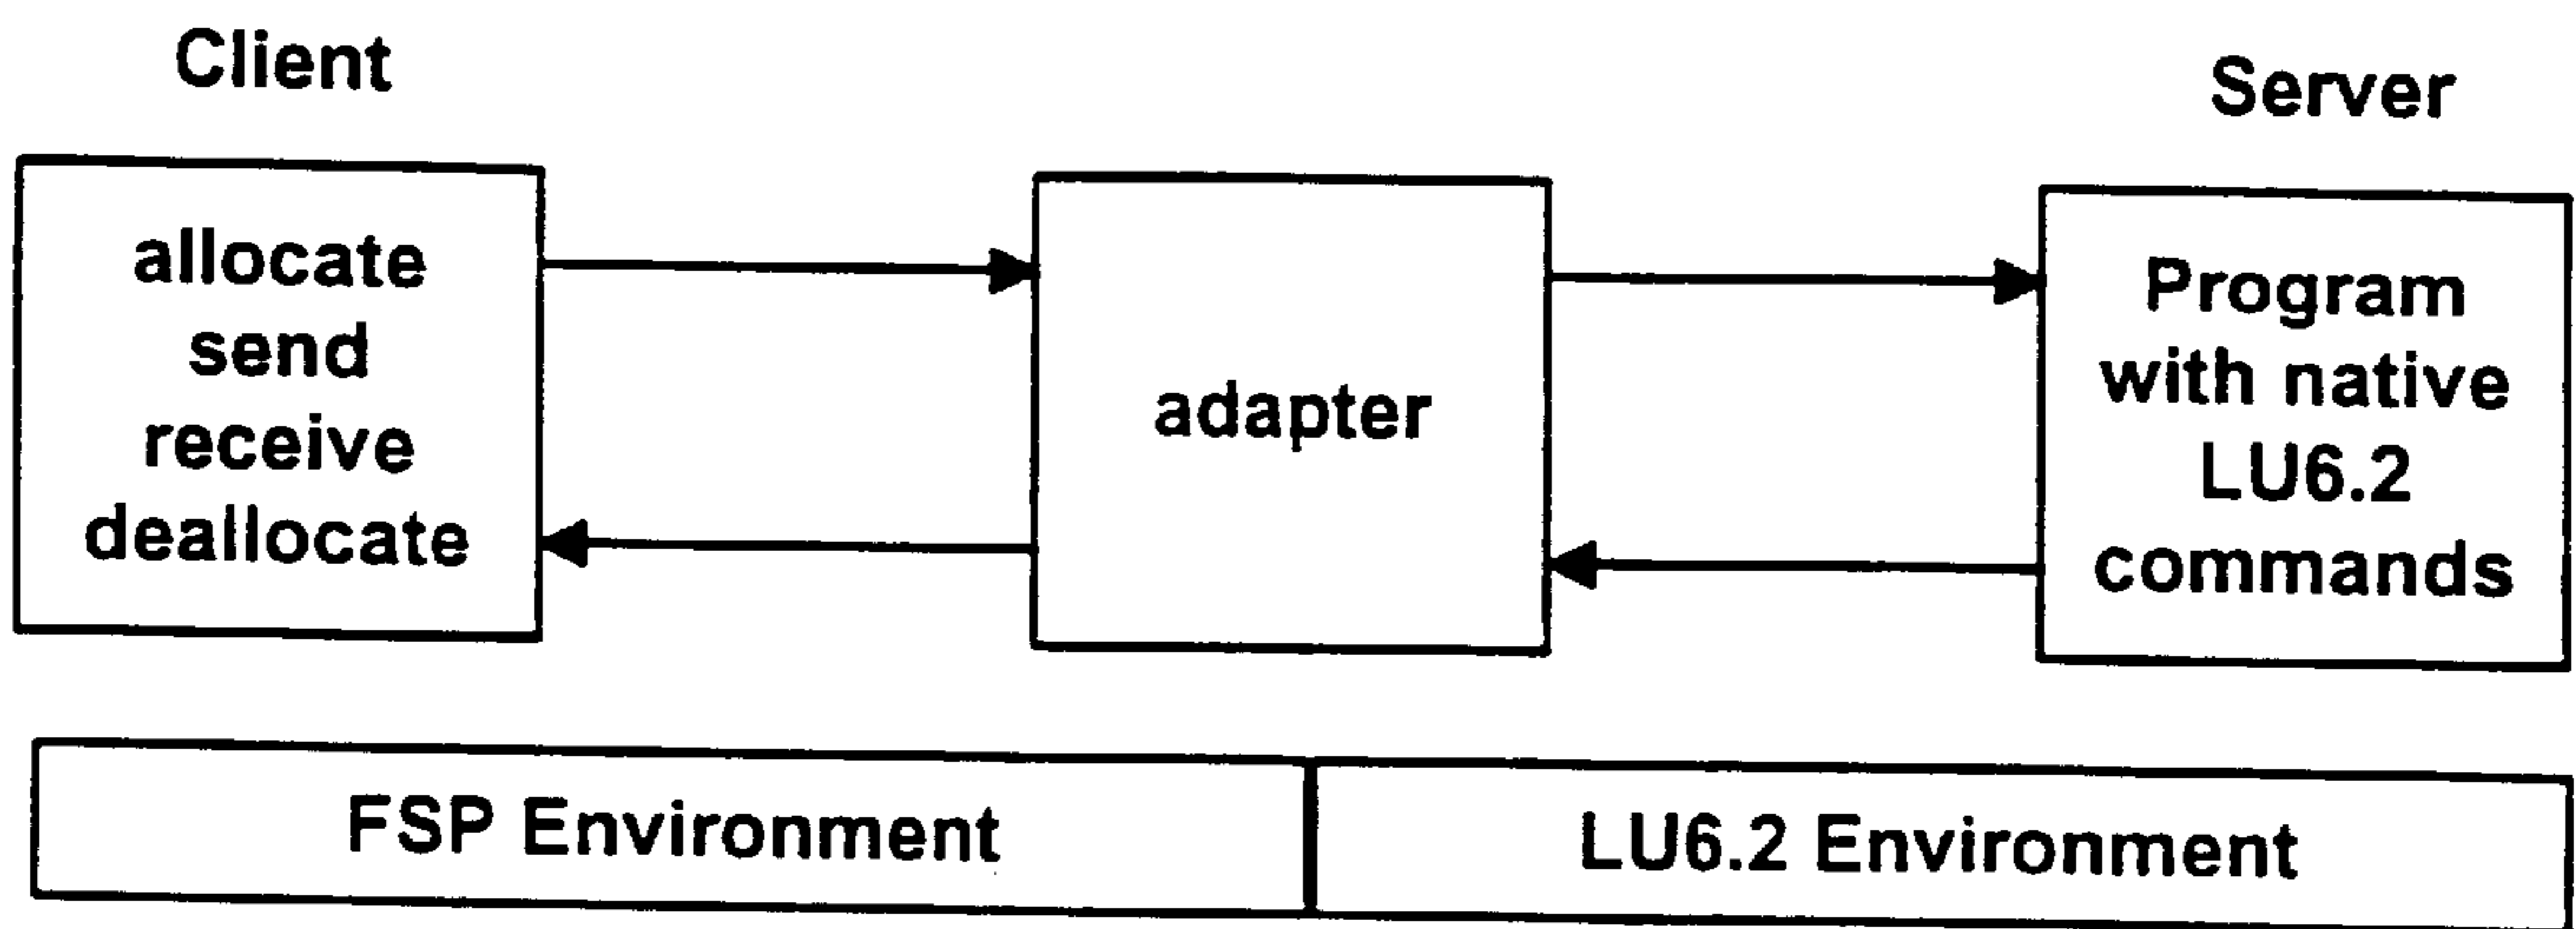 Client
Server
allocate
send
receive
deallocate
adapter
Program
with native
LU6.2
commands
FSP Environment
LU6.2 Environment